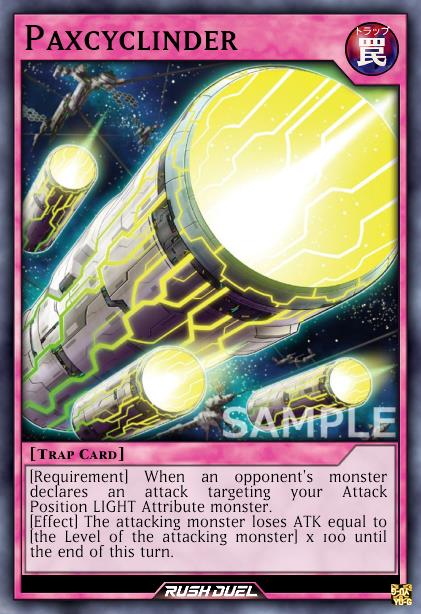 PAXCYCLINDER
トラップ
罠
SAMPLE
[TRAP CARD]
[Requirement] When an opponent's monster
declares an attack targeting your Attack
Position LIGHT Attribute monster.
[Effect] The attacking monster loses ATK equal to
[the Level of the attacking monster] x 100 until
the end of this turn.
RUSH DUEL